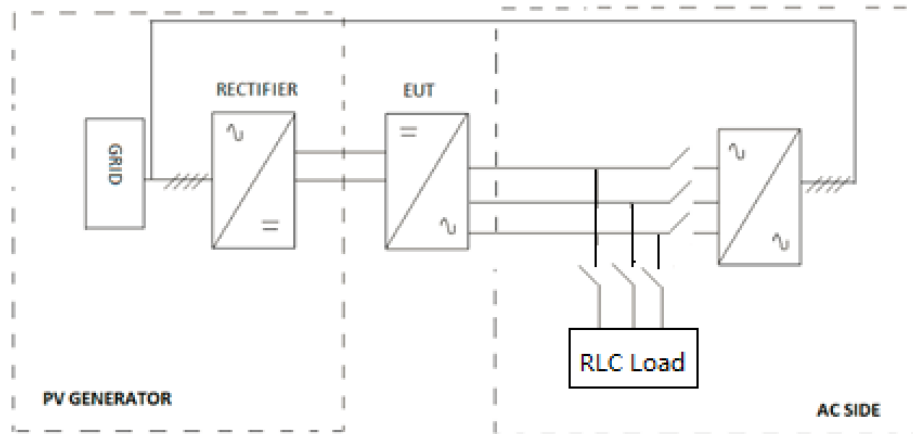 RECTIFIER
EUT
GRID
RLC Load
PV GENERATOR
AC SIDE